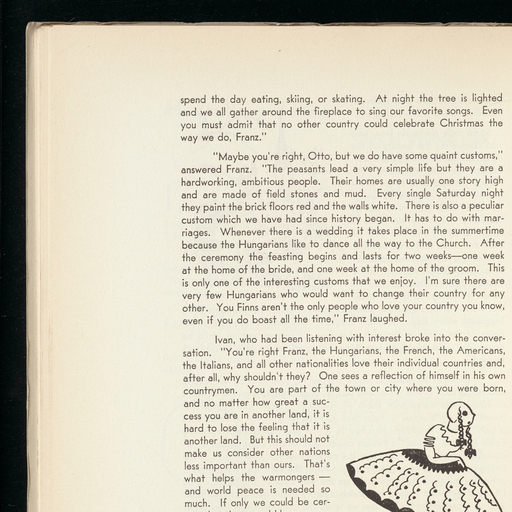 spend the day eating, skiing, or skating. At night the tree is lighted
and we all gather around the fireplace to sing our favorite songs. Even
you must admit that no other country could celebrate Christmas the
way we do, Franz."
"Maybe you're right, Otto, but we do have some quaint customs,"
answered Franz. "The peasants lead a very simple life but they are a
hardworking, ambitious people. Their homes are usually one story high
and are made of field stones and mud. Every single Saturday night
they paint the brick floors red and the walls white. There is also a peculiar
custom which we have had since history began. It has to do with mar-
riages. Whenever there is a wedding it takes place in the summertime
because the Hungarians like to dance all the way to the Church. After
the ceremony the feasting begins and lasts for two weeks—one week
at the home of the bride, and one week at the home of the groom. This
is only one of the interesting customs that we enjoy. I'm sure there are
very few Hungarians who would want to change their country for any
other. You Finns aren't the only people who love your country you know,
even if you do boast all the time," Franz laughed.
Ivan, who had been listening with interest broke into the conver-
sation. "You're right Franz, the Hungarians, the French, the Americans,
the Italians, and all other nationalities love their individual countries and,
after all, why shouldn't they? One sees a reflection of himself in his own
countrymen. You are part of the town or city where you were born,
and no matter how great a suc-
cess you are in another land, it is
hard to lose the feeling that it is
another land. But this should not
make us consider other nations
less important than ours. That's
what helps the warmongers —
and world peace is needed so
much. If only we could be cer-